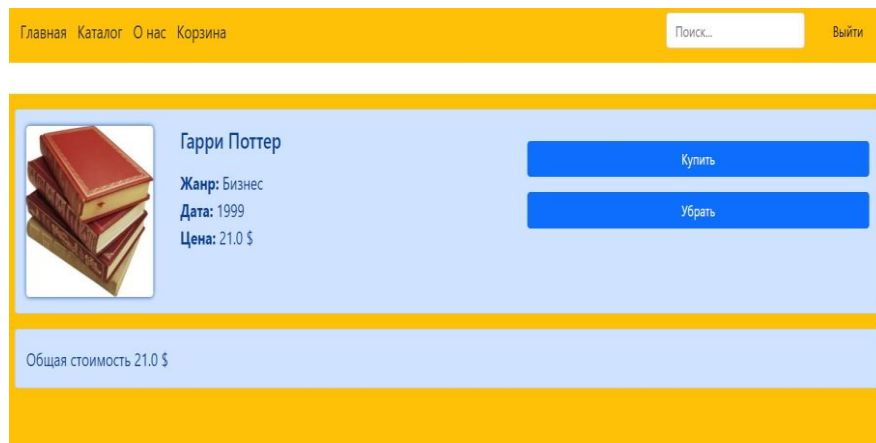 Главная Каталог О нас Корзина Поиск... Выйти
Гарри Поттер
Жанр: Бизнес
Дата: 1999
Цена: 21.0 $
Купить
Убрать
Общая стоимость 21.0 $